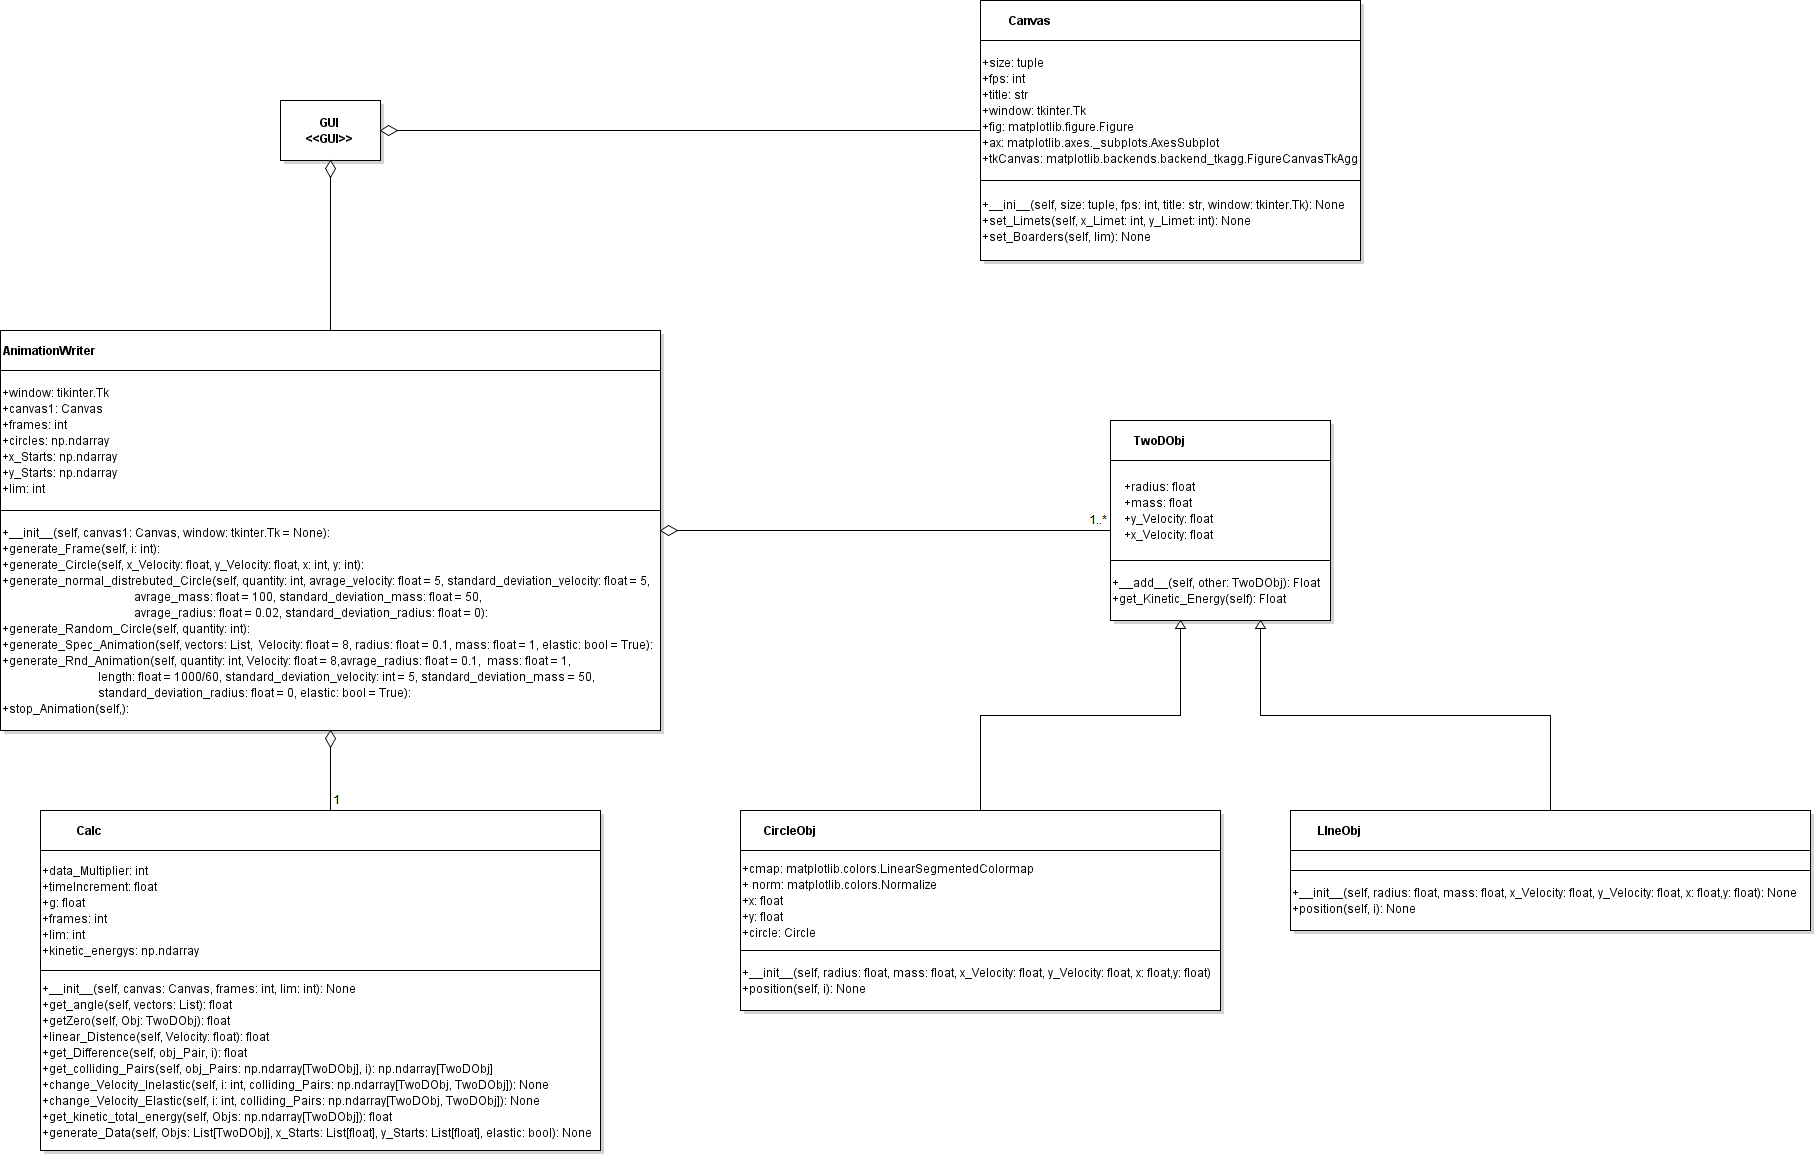 Canvas
+size: tuple
+fps: int
+title: str
+window: tkinter.Tk
+fig: matplotlib.figure.Figure
+ax: matplotlib.axes._subplots.AxesSubplot
+tkCanvas: matplotlib.backends.backend_tkagg.FigureCanvasTkAgg
+__ini__(self, size: tuple, fps: int, title: str, window: tkinter.Tk): None
+set_Limets(self, x_Limet: int, y_Limet: int): None
+set_Boarders(self, lim): None
GUI
<<GUI>>
AnimationWriter
+window: tikinter.Tk
+canvas1: Canvas
+frames: int
+circles: np.ndarray
+x_Starts: np.ndarray
+y_Starts: np.ndarray
+lim: int
+__init__(self, canvas1: Canvas, window: tkinter.Tk = None):
+generate_Frame(self, i: int):
+generate_Circle(self, x_Velocity: float, y_Velocity: float, x: int, y: int):
+generate_normal_distrebuted_Circle(self, quantity: int, avrage_velocity: float = 5, standard_deviation_velocity: float = 5,
avrage_mass: float = 100, standard_deviation_mass: float = 50,
avrage_radius: float = 0.02, standard_deviation_radius: float = 0):
+generate_Random_Circle(self, quantity: int):
+generate_Spec_Animation(self, vectors: List, Velocity: float = 8, radius: float = 0.1, mass: float = 1, elastic: bool = True):
+generate_Rnd_Animation(self, quantity: int, Velocity: float = 8,avrage_radius: float = 0.1, mass: float = 1,
length: float = 1000/60, standard_deviation_velocity: int = 5, standard_deviation_mass = 50,
standard_deviation_radius: float = 0, elastic: bool = True):
+stop_Animation(self,):
1..*
TwoDObj
+radius: float
+mass: float
+y_Velocity: float
+x_Velocity: float
+__add__(self, other: TwoDObj): Float
+get_Kinetic_Energy(self): Float
1
Calc
+data_Multiplier: int
+timeIncrement: float
+g: float
+frames: int
+lim: int
+kinetic_energys: np.ndarray
+__init__(self, canvas: Canvas, frames: int, lim: int): None
+get_angle(self, vectors: List): float
+getZero(self, Obj: TwoDObj): float
+linear_Distence(self, Velocity: float): float
+get_Difference(self, obj_Pair, i): float
+get_colliding_Pairs(self, obj_Pairs: np.ndarray[TwoDObj], i): np.ndarray[TwoDObj]
+change_Velocity_Inelastic(self, i: int, colliding_Pairs: np.ndarray[TwoDObj, TwoDObj]): None
+change_Velocity_Elastic(self, i: int, colliding_Pairs: np.ndarray[TwoDObj, TwoDObj]): None
+get_kinetic_total_energy(self, Objs: np.ndarray[TwoDObj]): float
+generate_Data(self, Objs: List[TwoDObj], x_Starts: List[float], y_Starts: List[float], elastic: bool): None
CircleObj
+cmap: matplotlib.colors.LinearSegmentedColormap
+ norm: matplotlib.colors.Normalize
+x: float
+y: float
+circle: Circle
+__init__(self, radius: float, mass: float, x_Velocity: float, y_Velocity: float, x: float,y: float)
+position(self, i): None
LIneObj
+__init__(self, radius: float, mass: float, x_Velocity: float, y_Velocity: float, x: float,y: float): None
+position(self, i): None